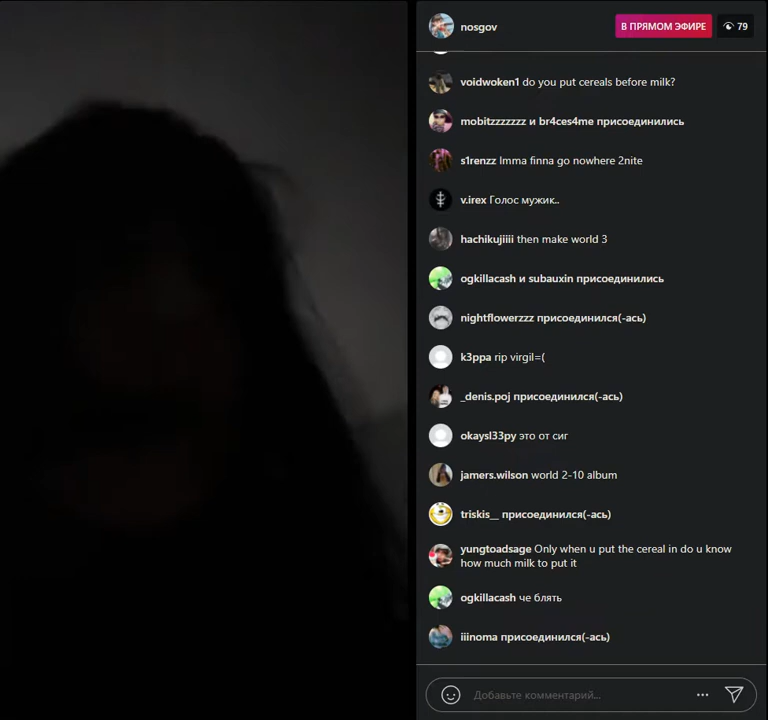 nosgov
В ПРЯМОМ ЭФИРЕ
79
voidwoken1 do you put cereals before milk?
mobitzzzzzzz и br4ces4me присоединились
s1renzz Imma finna go nowhere 2nite
v.irex Голос мужик..
hachikujiiii then make world 3
ogkillacash и subauxin присоединились
nightflowerzzz присоединился(-ась)
k3ppa rip virgil=(
_denis.poj присоединился(-ась)
okaysl33py это от сиг
jamers.wilson world 2-10 album
triskis__ присоединился(-ась)
yungtoadsage Only when u put the cereal in do u know
how much milk to put it
ogkillacash че блять
iiinoma присоединился(-ась)
Добавьте комментарий...